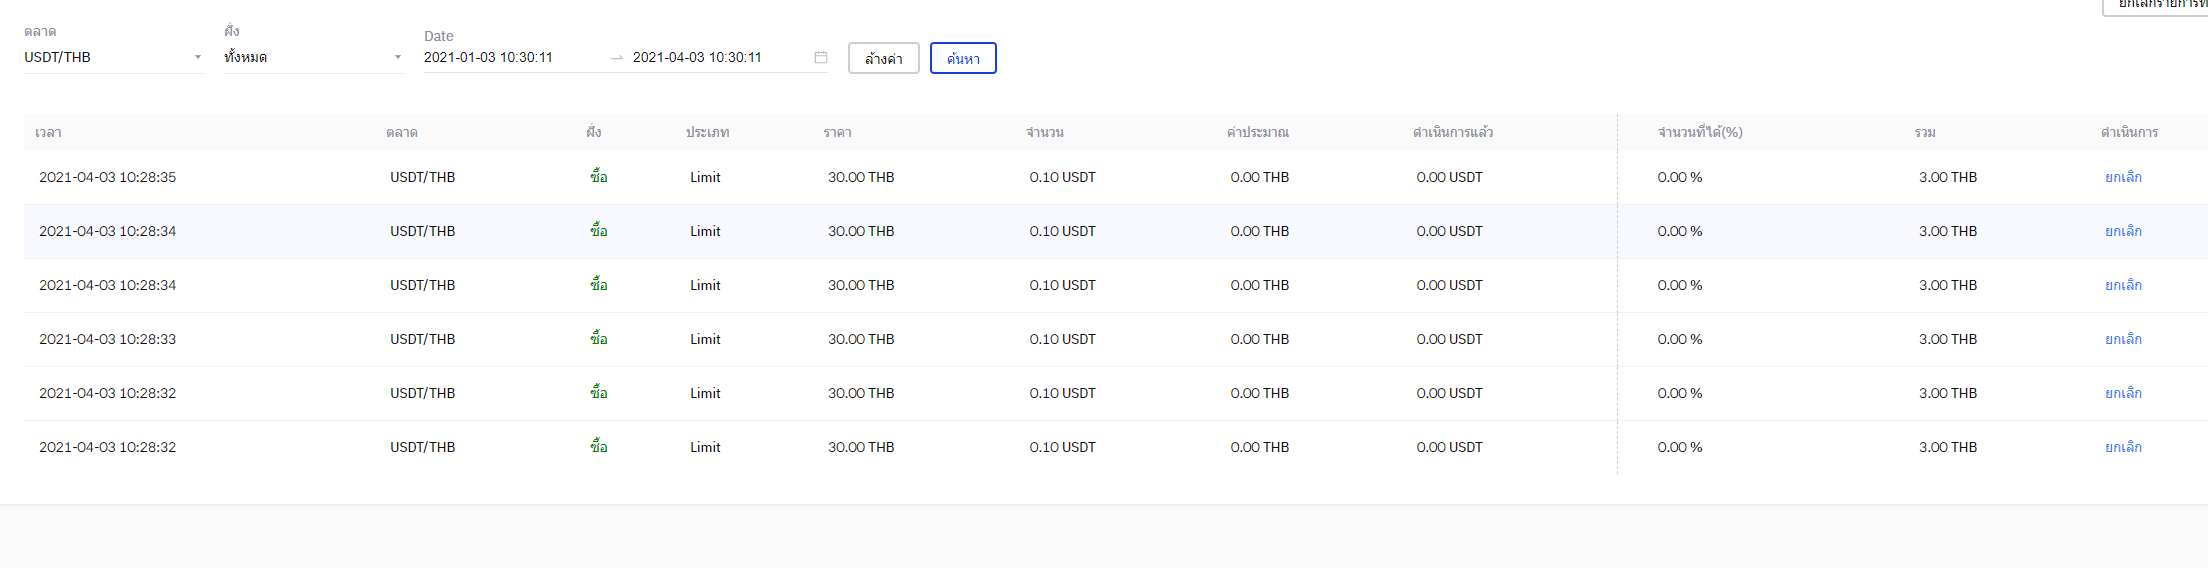 ยกเลิกรายการ
ตลาด ฝั่ง Date
USDT/THB ทั้งหมด 2021-01-03 10:30:11 → 2021-04-03 10:30:11 ล้างค่า ค้นหา
เวลา ตลาด ฝั่ง ประเภท ราคา จำนวน ค่าประมาณ ดำเนินการแล้ว จำนวนที่ได้(%) รวม ดำเนินการ
2021-04-03 10:28:35 USDT/THB ซื้อ Limit 30.00 THB 0.10 USDT 0.00 THB 0.00 USDT 0.00 % 3.00 THB ยกเลิก
2021-04-03 10:28:34 USDT/THB ซื้อ Limit 30.00 THB 0.10 USDT 0.00 THB 0.00 USDT 0.00 % 3.00 THB ยกเลิก
2021-04-03 10:28:34 USDT/THB ซื้อ Limit 30.00 THB 0.10 USDT 0.00 THB 0.00 USDT 0.00 % 3.00 THB ยกเลิก
2021-04-03 10:28:33 USDT/THB ซื้อ Limit 30.00 THB 0.10 USDT 0.00 THB 0.00 USDT 0.00 % 3.00 THB ยกเลิก
2021-04-03 10:28:32 USDT/THB ซื้อ Limit 30.00 THB 0.10 USDT 0.00 THB 0.00 USDT 0.00 % 3.00 THB ยกเลิก
2021-04-03 10:28:32 USDT/THB ซื้อ Limit 30.00 THB 0.10 USDT 0.00 THB 0.00 USDT 0.00 % 3.00 THB ยกเลิก